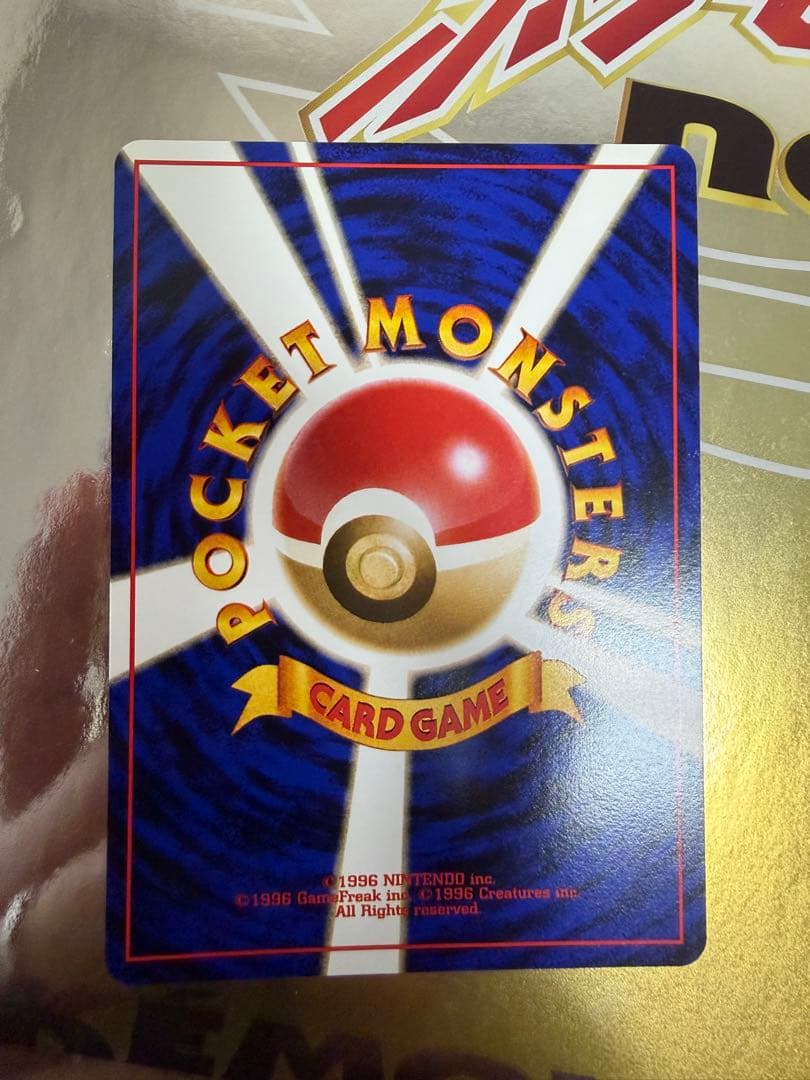 POCKET MONSTERS
CARD GAME
©1996 NINTENDO inc.
©1996 GameFreak inc. ©1996 Creatures inc.
All Rights reserved.